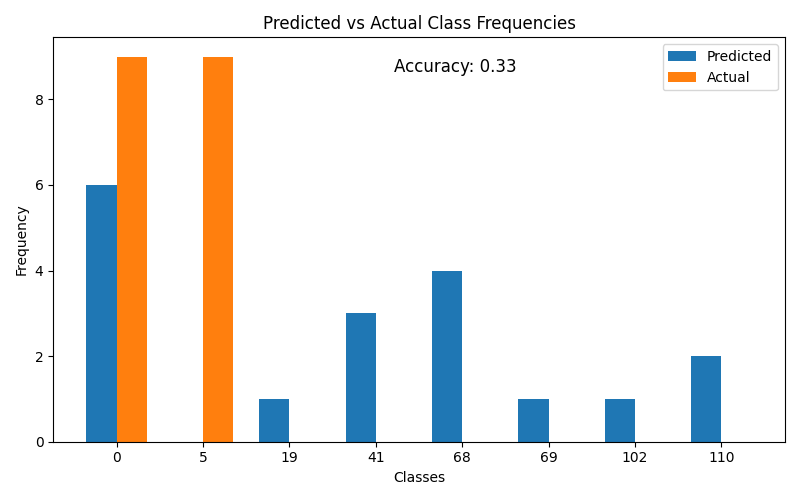 Predicted vs Actual Class Frequencies
Accuracy: 0.33
Predicted
Actual
Frequency
8
6
4
2
0
0 5 19 41 68 69 102 110
Classes